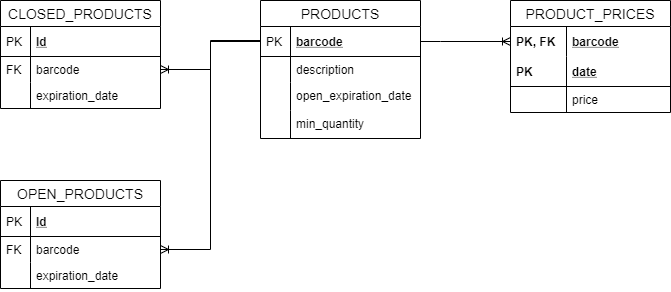 CLOSED_PRODUCTS
PK Id
FK barcode
expiration_date
PRODUCTS
PK barcode
description
open_expiration_date
min_quantity
PRODUCT_PRICES
PK, FK barcode
PK date
price
OPEN_PRODUCTS
PK Id
FK barcode
expiration_date